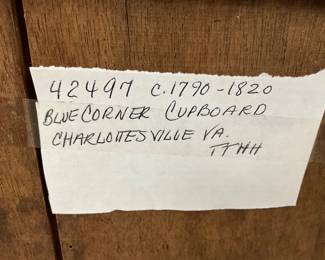 42497 C.1790-1820
BLUE CORNER CUPBOARD
CHARLOTTESVILLE VA.
TTHH